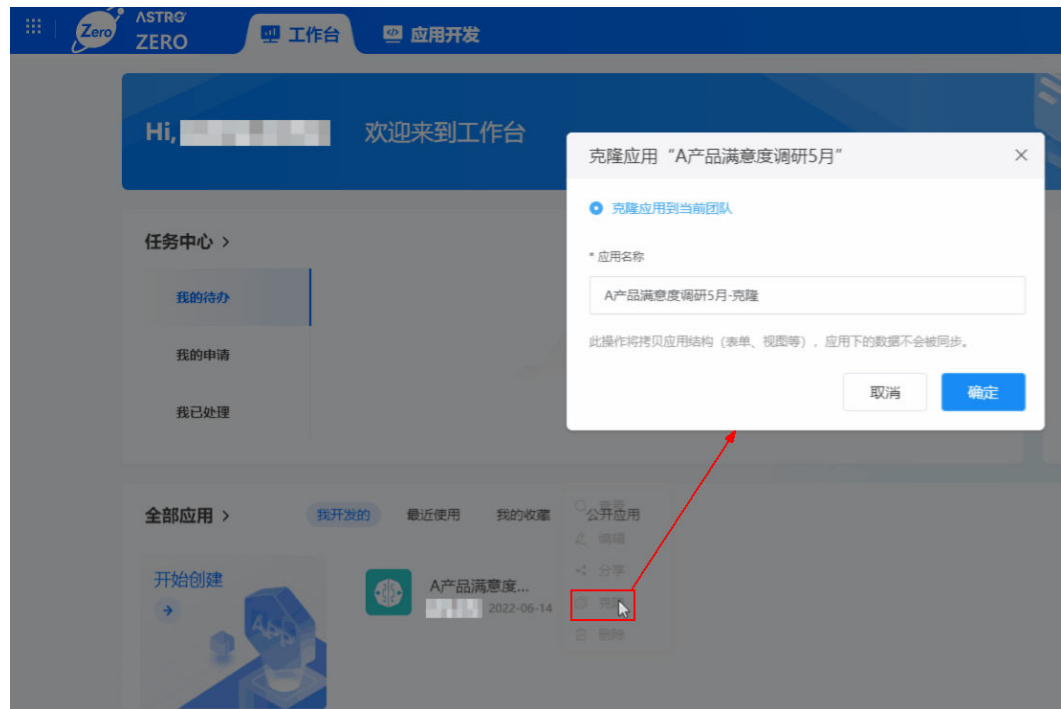 Zero ASTRO ZERO
工作台
应用开发
Hi,
欢迎来到工作台
克隆应用“A产品满意度调研5月”
克隆应用到当前团队
* 应用名称
A产品满意度调研5月-克隆
此操作将拷贝应用结构（表单、视图等），应用下的数据不会被同步。
取消
确定
任务中心 >
我的待办
我的申请
我已处理
全部应用 >
我开发的
最近使用
我的收藏
公开应用
查看
编辑
分享
克隆
删除
开始创建
App
A产品满意度...
2022-06-14